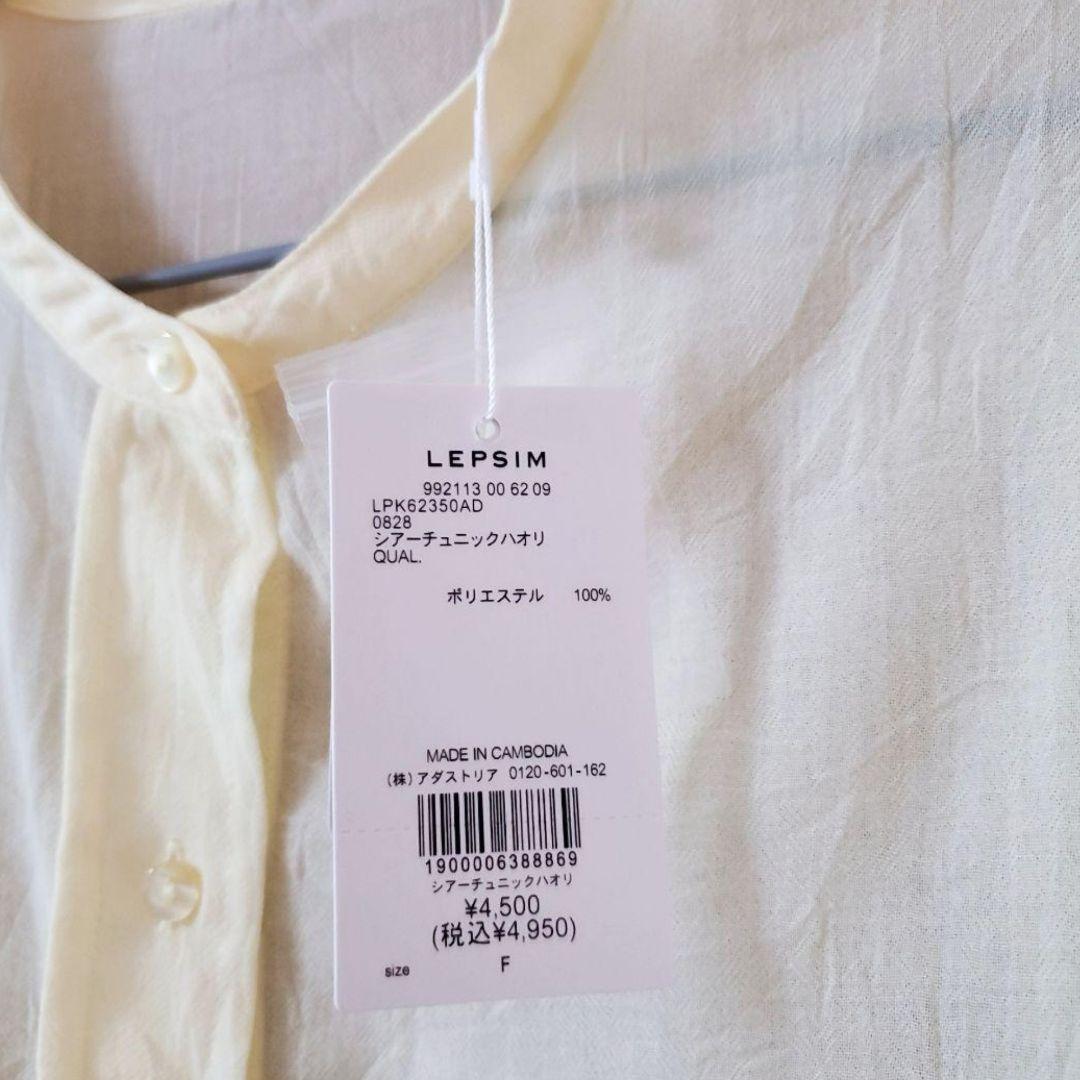 LEPSIM
992113 00 62 09
LPK62350AD
0828
シアーチュニックハオリ
QUAL.
ポリエステル 100%
MADE IN CAMBODIA
(株)アダストリア 0120-601-162
1900006388869
シアーチュニックハオリ
¥4,500
(税込¥4,950)
size F